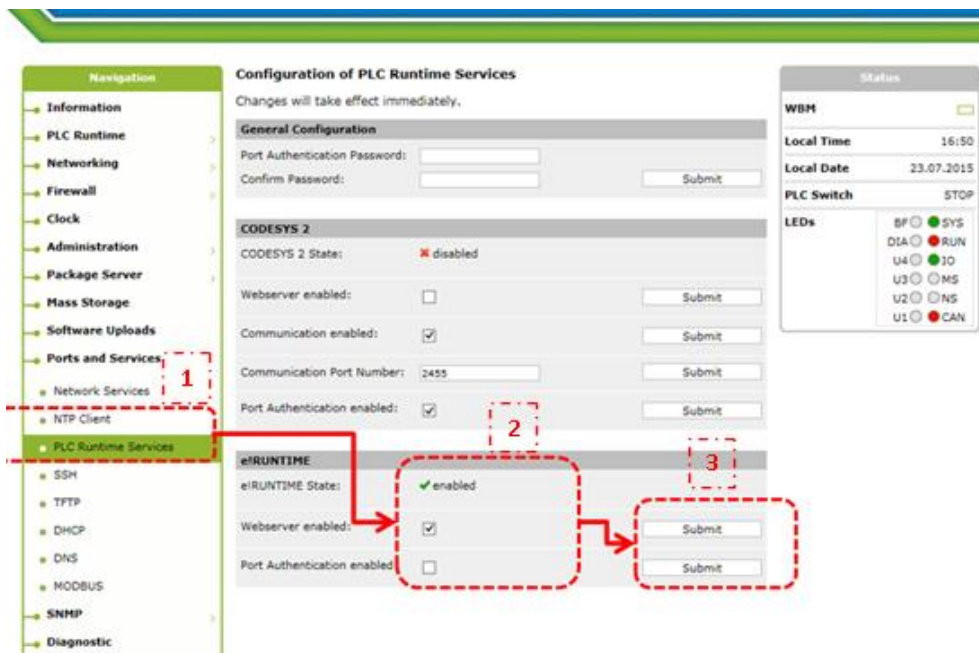 Navigation
Information
PLC Runtime
Networking
Firewall
Clock
Administration
Package Server
Mass Storage
Software Uploads
Ports and Services
1
Network Services
NTP Client
PLC Runtime Services
SSH
TFTP
DHCP
DNS
MODBUS
SNMP
Diagnostic
Configuration of PLC Runtime Services
Changes will take effect immediately.
General Configuration
Port Authentication Password:
Confirm Password: Submit
CODESYS 2
CODESYS 2 State: disabled
Webserver enabled: Submit
Communication enabled: Submit
Communication Port Number: 2455 Submit
Port Authentication enabled: Submit
2
3
e!RUNTIME
e!RUNTIME State: enabled
Webserver enabled: Submit
Port Authentication enabled Submit
Status
WBM
Local Time 16:50
Local Date 23.07.2015
PLC Switch STOP
LEDs BF SYS
DIA RUN
U4 IO
U3 MS
U2 NS
U1 CAN